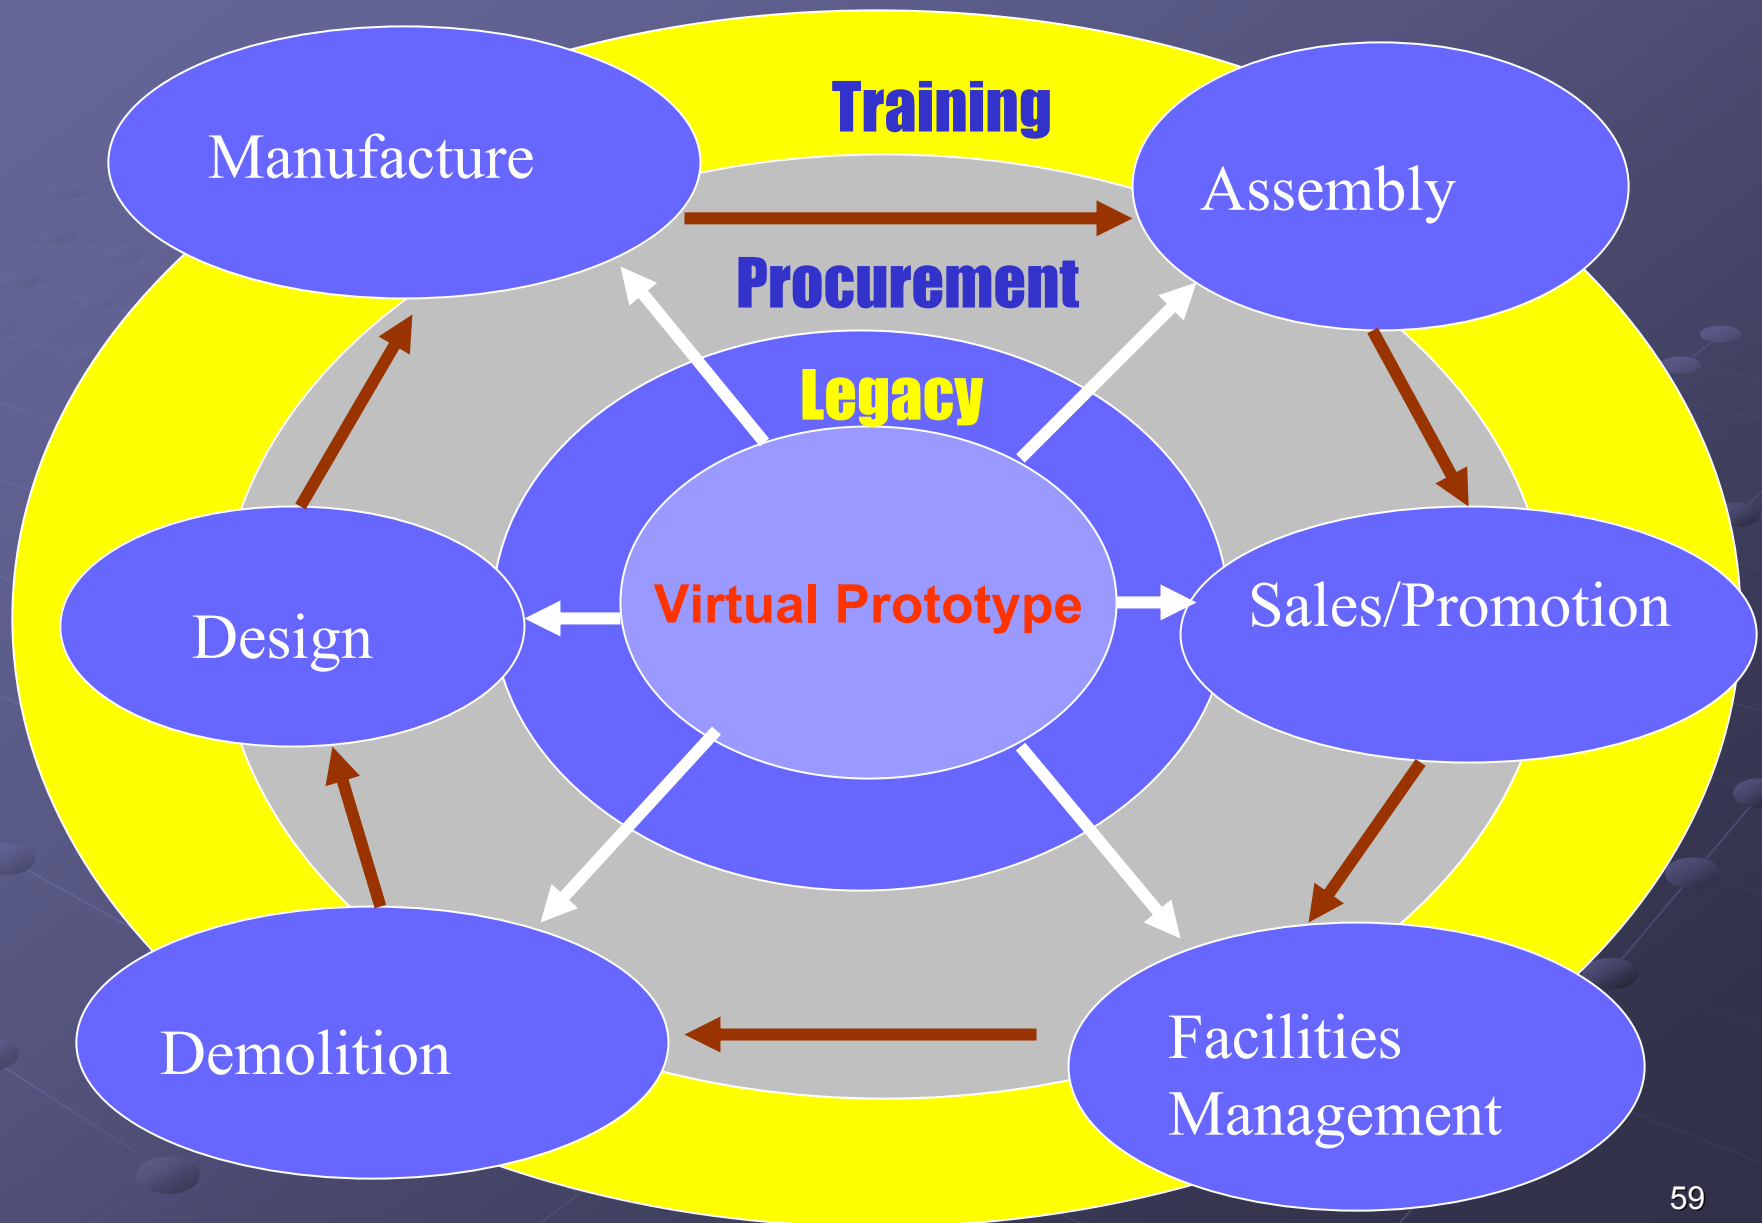 Training
Manufacture
Assembly
Procurement
Legacy
Virtual Prototype
Sales/Promotion
Design
Demolition
Facilities
Management
59